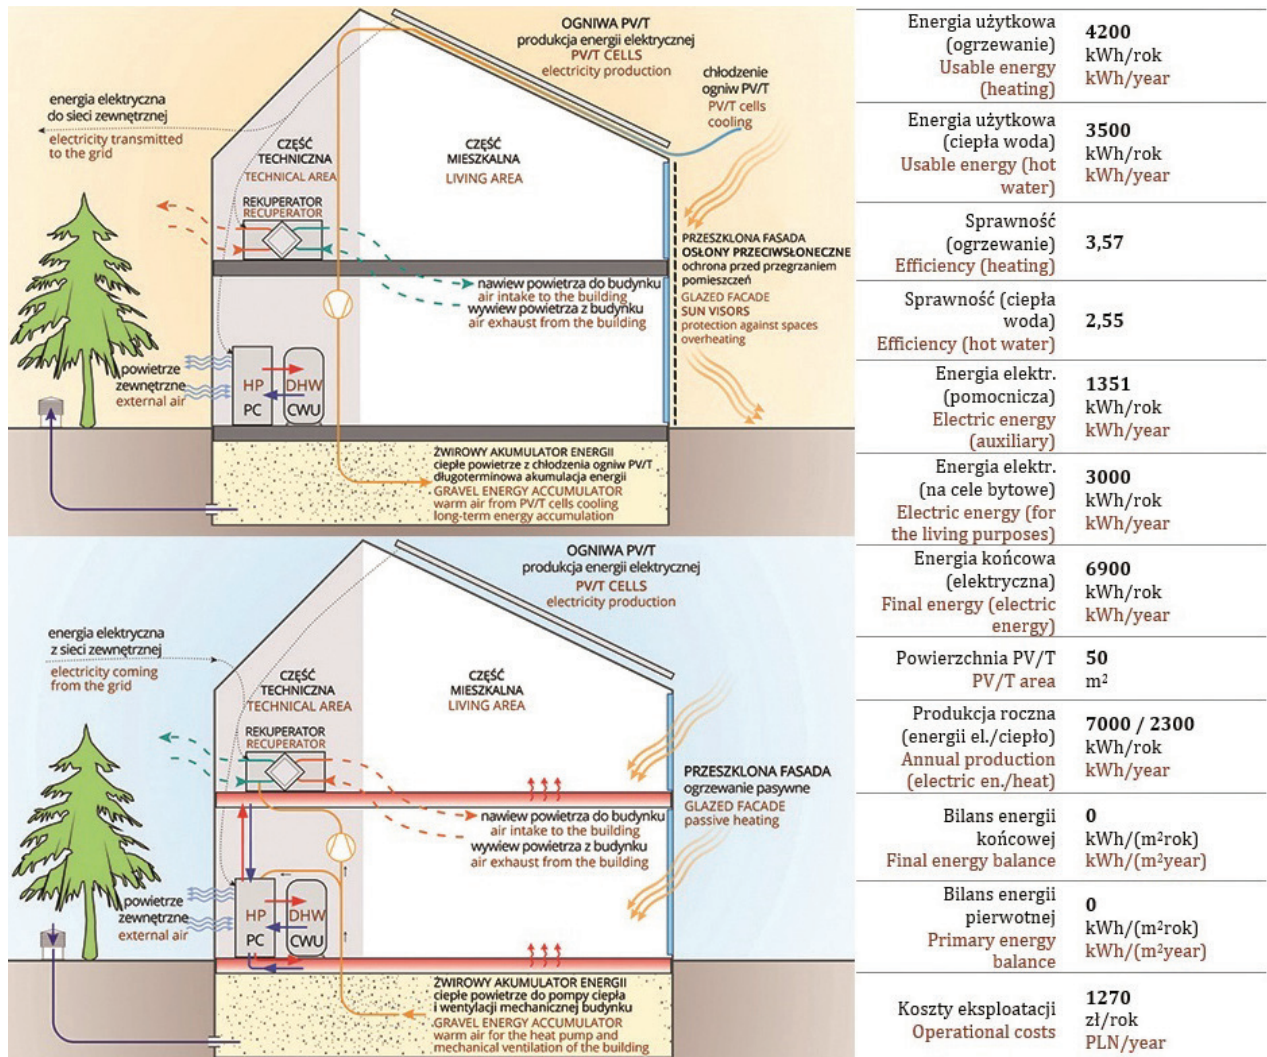 OGNIWA PV/T
produkcja energii elektrycznej
PV/T CELLS
electricity production
chłodzenie
ogniw PV/T
PV/T cells
cooling
energia elektryczna
do sieci zewnętrznej
electricity transmitted
to the grid
CZĘŚĆ
TECHNICZNA
TECHNICAL AREA
CZĘŚĆ
MIESZKALNA
LIVING AREA
REKUPERATOR
RECUPERATOR
PRZESZKLONA FASADA
OSŁONY PRZECIWSŁONECZNE
ochrona przed przegrzaniem
pomieszczeń
GLAZED FACADE
SUN VISORS
protection against spaces
overheating
nawiew powietrza do budynku
air intake to the building
wywiew powietrza z budynku
air exhaust from the building
powietrze
zewnętrzne
external air
HP
PC
DHW
CWU
ŻWIROWY AKUMULATOR ENERGII
ciepłe powietrze z chłodzenia ogniw PV/T
długoterminowa akumulacja energii
GRAVEL ENERGY ACCUMULATOR
warm air from PV/T cells cooling
long-term energy accumulation
OGNIWA PV/T
produkcja energii elektrycznej
PV/T CELLS
electricity production
energia elektryczna
z sieci zewnętrznej
electricity coming
from the grid
CZĘŚĆ
TECHNICZNA
TECHNICAL AREA
CZĘŚĆ
MIESZKALNA
LIVING AREA
REKUPERATOR
RECUPERATOR
PRZESZKLONA FASADA
ogrzewanie pasywne
GLAZED FACADE
passive heating
nawiew powietrza do budynku
air intake to the building
wywiew powietrza z budynku
air exhaust from the building
powietrze
zewnętrzne
external air
HP
PC
DHW
CWU
ŻWIROWY AKUMULATOR ENERGII
ciepłe powietrze do pompy ciepła
i wentylacji mechanicznej budynku
GRAVEL ENERGY ACCUMULATOR
warm air for the heat pump and
mechanical ventilation of the building
Energia użytkowa
(ogrzewanie)
Usable energy
(heating)
4200
kWh/rok
kWh/year
Energia użytkowa
(ciepła woda)
Usable energy (hot
water)
3500
kWh/rok
kWh/year
Sprawność
(ogrzewanie)
Efficiency (heating)
3,57
Sprawność (ciepła
woda)
Efficiency (hot water)
2,55
Energia elektr.
(pomocnicza)
Electric energy
(auxiliary)
1351
kWh/rok
kWh/year
Energia elektr.
(na cele bytowe)
Electric energy (for
the living purposes)
3000
kWh/rok
kWh/year
Energia końcowa
(elektryczna)
Final energy (electric
energy)
6900
kWh/rok
kWh/year
Powierzchnia PV/T
PV/T area
50
m²
Produkcja roczna
(energii el./ciepło)
Annual production
(electric en./heat)
7000 / 2300
kWh/rok
kWh/year
Bilans energii
końcowej
Final energy balance
0
kWh/(m²rok)
kWh/(m²year)
Bilans energii
pierwotnej
Primary energy
balance
0
kWh/(m²rok)
kWh/(m²year)
Koszty eksploatacji
Operational costs
1270
zł/rok
PLN/year